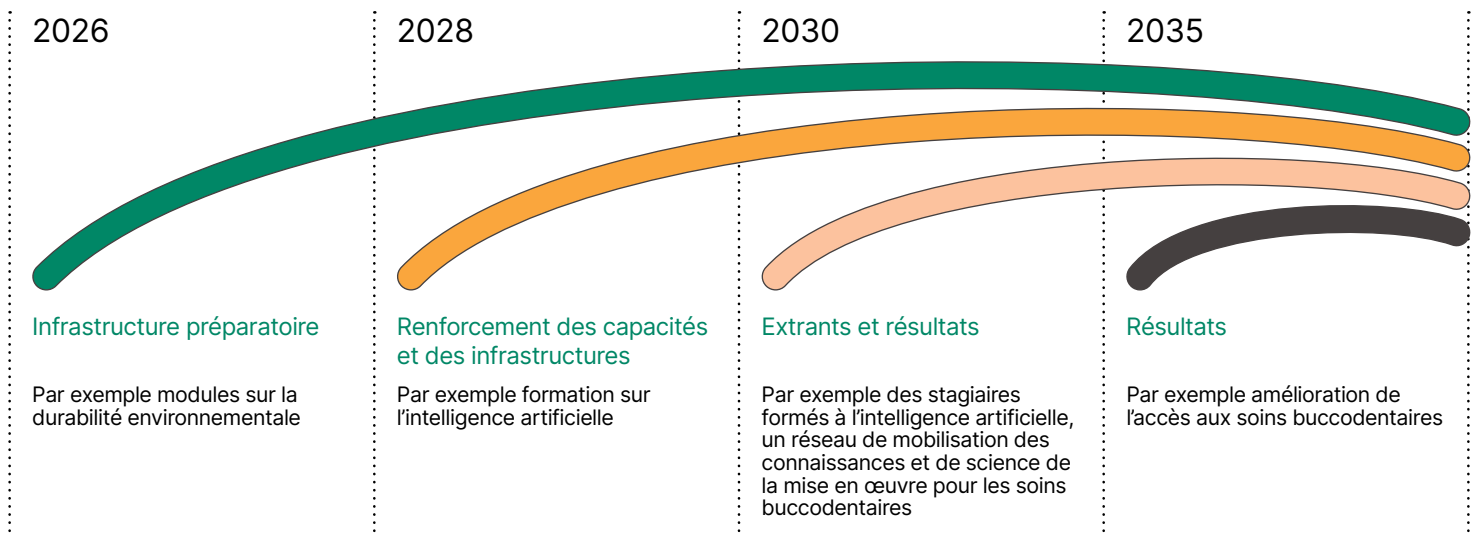 2026
2028
2030
2035
Infrastructure préparatoire
Par exemple modules sur la
durabilité environnementale
Renforcement des capacités
et des infrastructures
Par exemple formation sur
l’intelligence artificielle
Extrants et résultats
Par exemple des stagiaires
formés à l’intelligence artificielle,
un réseau de mobilisation des
connaissances et de science de
la mise en œuvre pour les soins
buccodentaires
Résultats
Par exemple amélioration de
l’accès aux soins buccodentaires